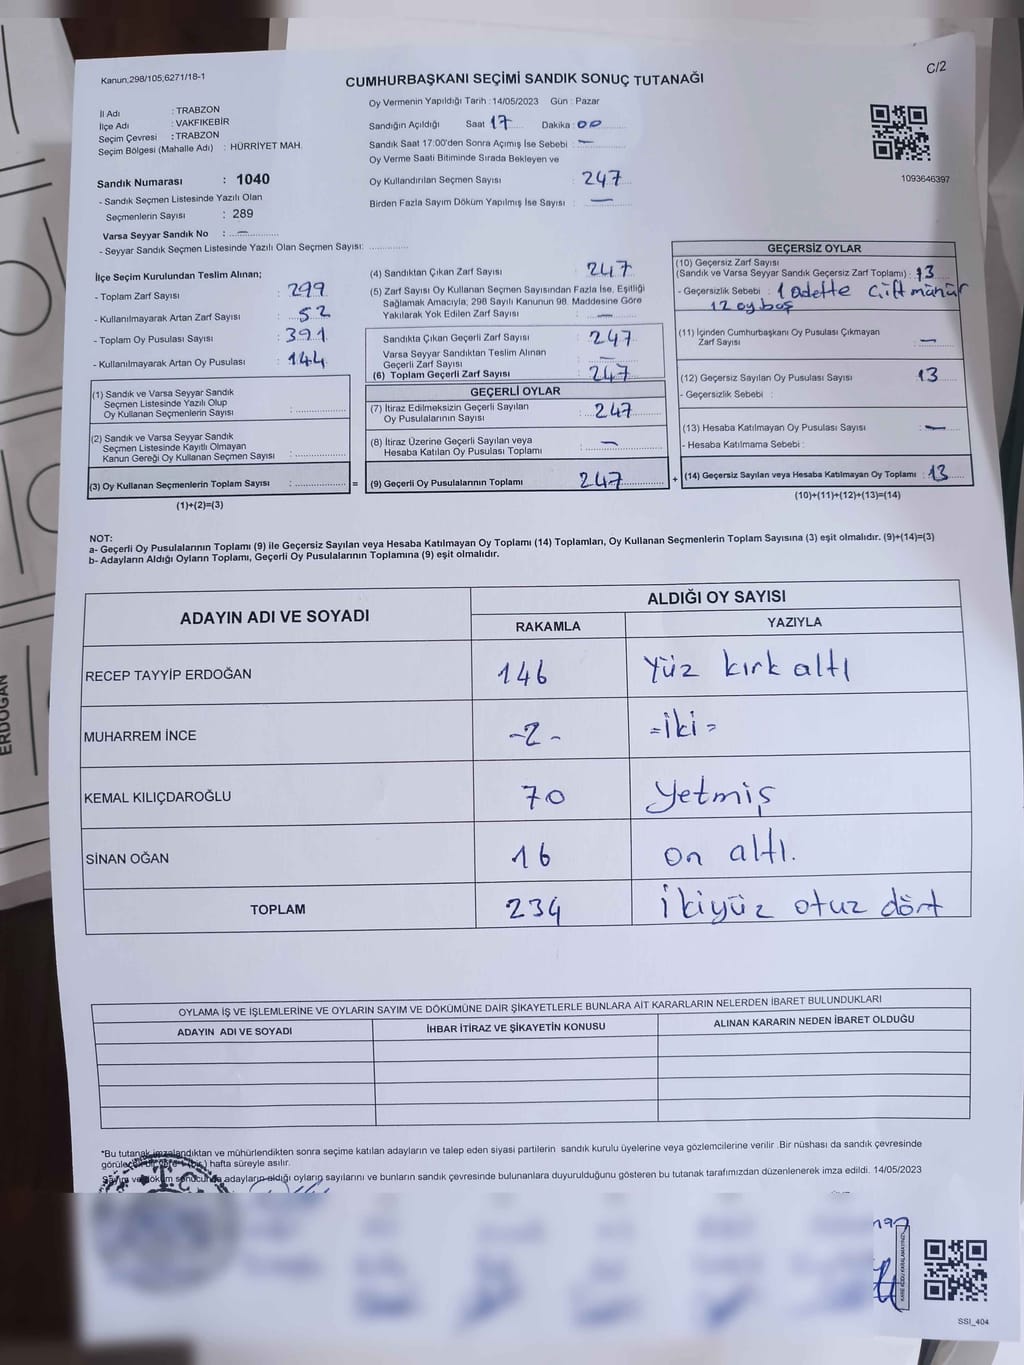 Kanun,298/105,6271/18-1
C/2
CUMHURBAŞKANI SEÇİMİ SANDIK SONUÇ TUTANAĞI
Oy Vermenin Yapıldığı Tarih : 14/05/2023 Gün : Pazar
İl Adı : TRABZON
İlçe Adı : VAKFIKEBİR
Seçim Çevresi : TRABZON
Seçim Bölgesi (Mahalle Adı) : HÜRRİYET MAH.
Sandığın Açıldığı Saat 17 Dakika : 00
Sandık Saat 17:00'den Sonra Açımış İse Sebebi : —
Oy Verme Saati Bitiminde Sırada Bekleyen ve
Oy Kullandırılan Seçmen Sayısı : 247
Birden Fazla Sayım Döküm Yapılmış İse Sayısı : —
1093646397
Sandık Numarası : 1040
- Sandık Seçmen Listesinde Yazılı Olan
Seçmenlerin Sayısı : 289
Varsa Seyyar Sandık No : —
- Seyyar Sandık Seçmen Listesinde Yazılı Olan Seçmen Sayısı: ............
İlçe Seçim Kurulundan Teslim Alınan;
- Toplam Zarf Sayısı : 299
- Kullanılmayarak Artan Zarf Sayısı : 52
- Toplam Oy Pusulası Sayısı : 391
- Kullanılmayarak Artan Oy Pusulası : 144
(1) Sandık ve Varsa Seyyar Sandık
Seçmen Listesinde Yazılı Olup
Oy Kullanan Seçmenlerin Sayısı : ............
(2) Sandık ve Varsa Seyyar Sandık
Seçmen Listesinde Kayıtlı Olmayan
Kanun Gereği Oy Kullanan Seçmen Sayısı : ............
(3) Oy Kullanan Seçmenlerin Toplam Sayısı : ............ =
(1)+(2)=(3)
(4) Sandıktan Çıkan Zarf Sayısı : 247
(5) Zarf Sayısı Oy Kullanan Seçmen Sayısından Fazla İse, Eşitliği
Sağlamak Amacıyla; 298 Sayılı Kanunun 98. Maddesine Göre
Yakılarak Yok Edilen Zarf Sayısı : —
Sandıkta Çıkan Geçerli Zarf Sayısı : 247
Varsa Seyyar Sandıktan Teslim Alınan
Geçerli Zarf Sayısı : —
(6) Toplam Geçerli Zarf Sayısı : 247
GEÇERLİ OYLAR
(7) İtiraz Edilmeksizin Geçerli Sayılan
Oy Pusulalarının Sayısı : 247
(8) İtiraz Üzerine Geçerli Sayılan veya
Hesaba Katılan Oy Pusulası Toplamı : —
(9) Geçerli Oy Pusulalarının Toplamı 247 +
GEÇERSİZ OYLAR
(10) Geçersiz Zarf Sayısı
(Sandık ve Varsa Seyyar Sandık Geçersiz Zarf Toplamı) : 13
- Geçersizlik Sebebi : 1 adette çift mühür
12 oy boş
(11) İçinden Cumhurbaşkanı Oy Pusulası Çıkmayan
Zarf Sayısı : —
(12) Geçersiz Sayılan Oy Pusulası Sayısı : 13
- Geçersizlik Sebebi :
(13) Hesaba Katılmayan Oy Pusulası Sayısı : —
- Hesaba Katılmama Sebebi :
(14) Geçersiz Sayılan veya Hesaba Katılmayan Oy Toplamı : 13
(10)+(11)+(12)+(13)=(14)
NOT:
a- Geçerli Oy Pusulalarının Toplamı (9) ile Geçersiz Sayılan veya Hesaba Katılmayan Oy Toplamı (14) Toplamları, Oy Kullanan Seçmenlerin Toplam Sayısına (3) eşit olmalıdır. (9)+(14)=(3)
b- Adayların Aldığı Oyların Toplamı, Geçerli Oy Pusulalarının Toplamına (9) eşit olmalıdır.
ADAYIN ADI VE SOYADI
ALDIĞI OY SAYISI
RAKAMLA YAZIYLA
RECEP TAYYİP ERDOĞAN 146 Yüz kırk altı
MUHARREM İNCE -2- =iki=
KEMAL KILIÇDAROĞLU 70 Yetmiş
SİNAN OĞAN 16 on altı.
TOPLAM 234 ikiyüz otuz dört
OYLAMA İŞ VE İŞLEMLERİNE VE OYLARIN SAYIM VE DÖKÜMÜNE DAİR ŞİKAYETLERLE BUNLARA AİT KARARLARIN NELERDEN İBARET BULUNDUKLARI
ADAYIN ADI VE SOYADI İHBAR İTİRAZ VE ŞİKAYETİN KONUSU ALINAN KARARIN NEDEN İBARET OLDUĞU
*Bu tutanak imzalandıktan ve mühürlendikten sonra seçime katılan adayların ve talep eden siyasi partilerin sandık kurulu üyelerine veya gözlemcilerine verilir. Bir nüshası da sandık çevresinde
hafta süreyle asılır.
Sayım ve döküm sonucunda adayların aldığı oyların sayılarını ve bunların sandık çevresinde bulunanlara duyurulduğunu gösteren bu tutanak tarafımızdan düzenlenerek imza edildi. 14/05/2023
SSI_404
ERDOĞAN